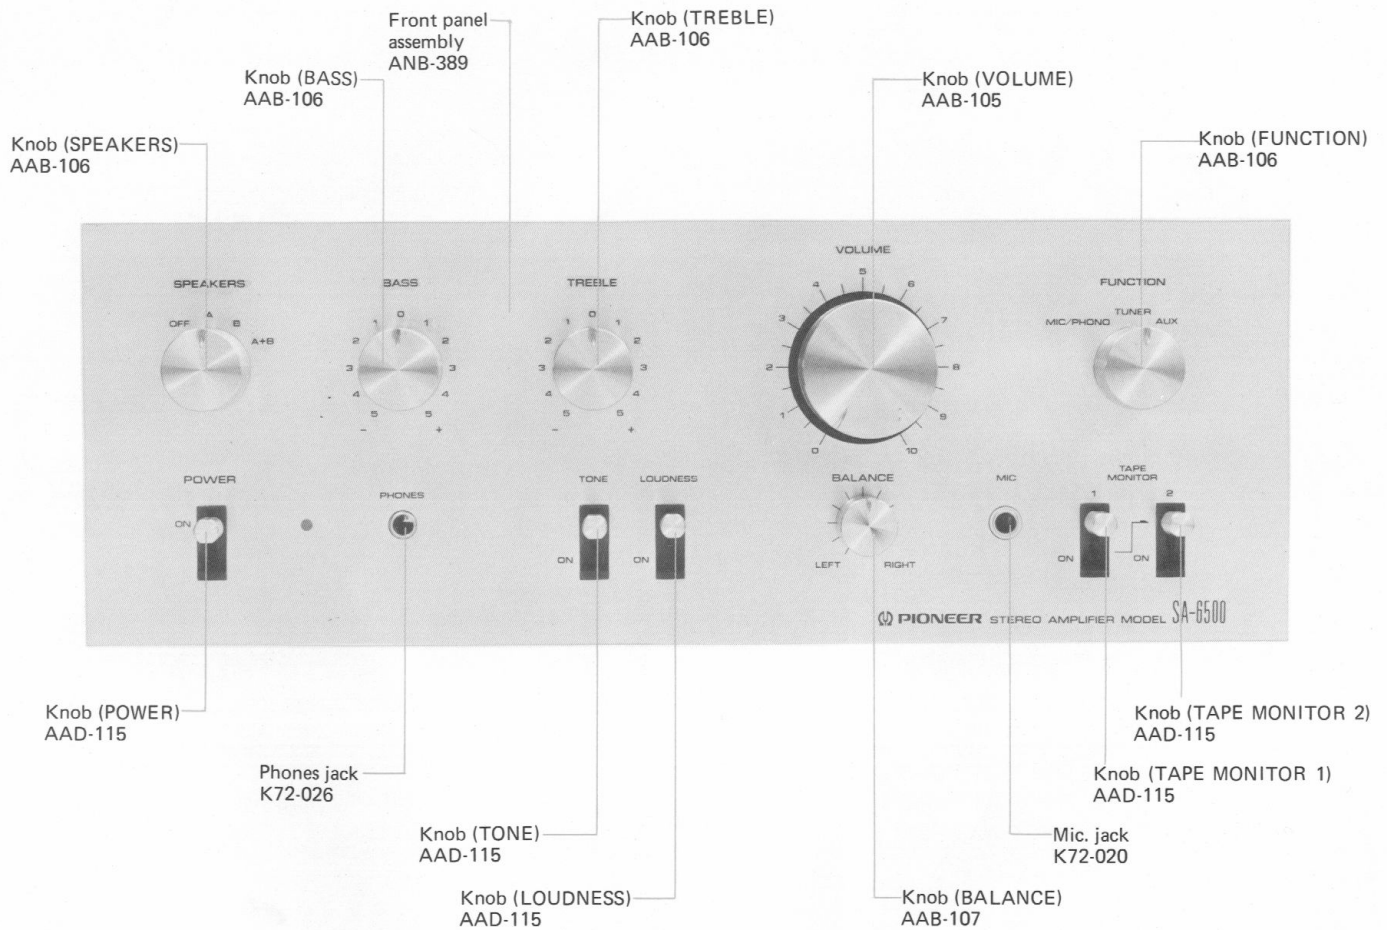 Front panel
assembly
ANB-389
Knob (TREBLE)
AAB-106
Knob (BASS)
AAB-106
Knob (VOLUME)
AAB-105
Knob (SPEAKERS)
AAB-106
Knob (FUNCTION)
AAB-106
SPEAKERS
OFF A B A+B
BASS
0
1 1
2 2
3 3
4 4
5 5
− +
TREBLE
0
1 1
2 2
3 3
4 4
5 5
− +
VOLUME
0 1 2 3 4 5 6 7 8 9 10
FUNCTION
MIC/PHONO TUNER AUX
POWER
ON
PHONES
TONE
ON
LOUDNESS
ON
BALANCE
LEFT RIGHT
MIC
TAPE
MONITOR
1 2
ON ON
PIONEER STEREO AMPLIFIER MODEL SA-6500
Knob (POWER)
AAD-115
Phones jack
K72-026
Knob (TONE)
AAD-115
Knob (LOUDNESS)
AAD-115
Knob (BALANCE)
AAB-107
Mic. jack
K72-020
Knob (TAPE MONITOR 1)
AAD-115
Knob (TAPE MONITOR 2)
AAD-115